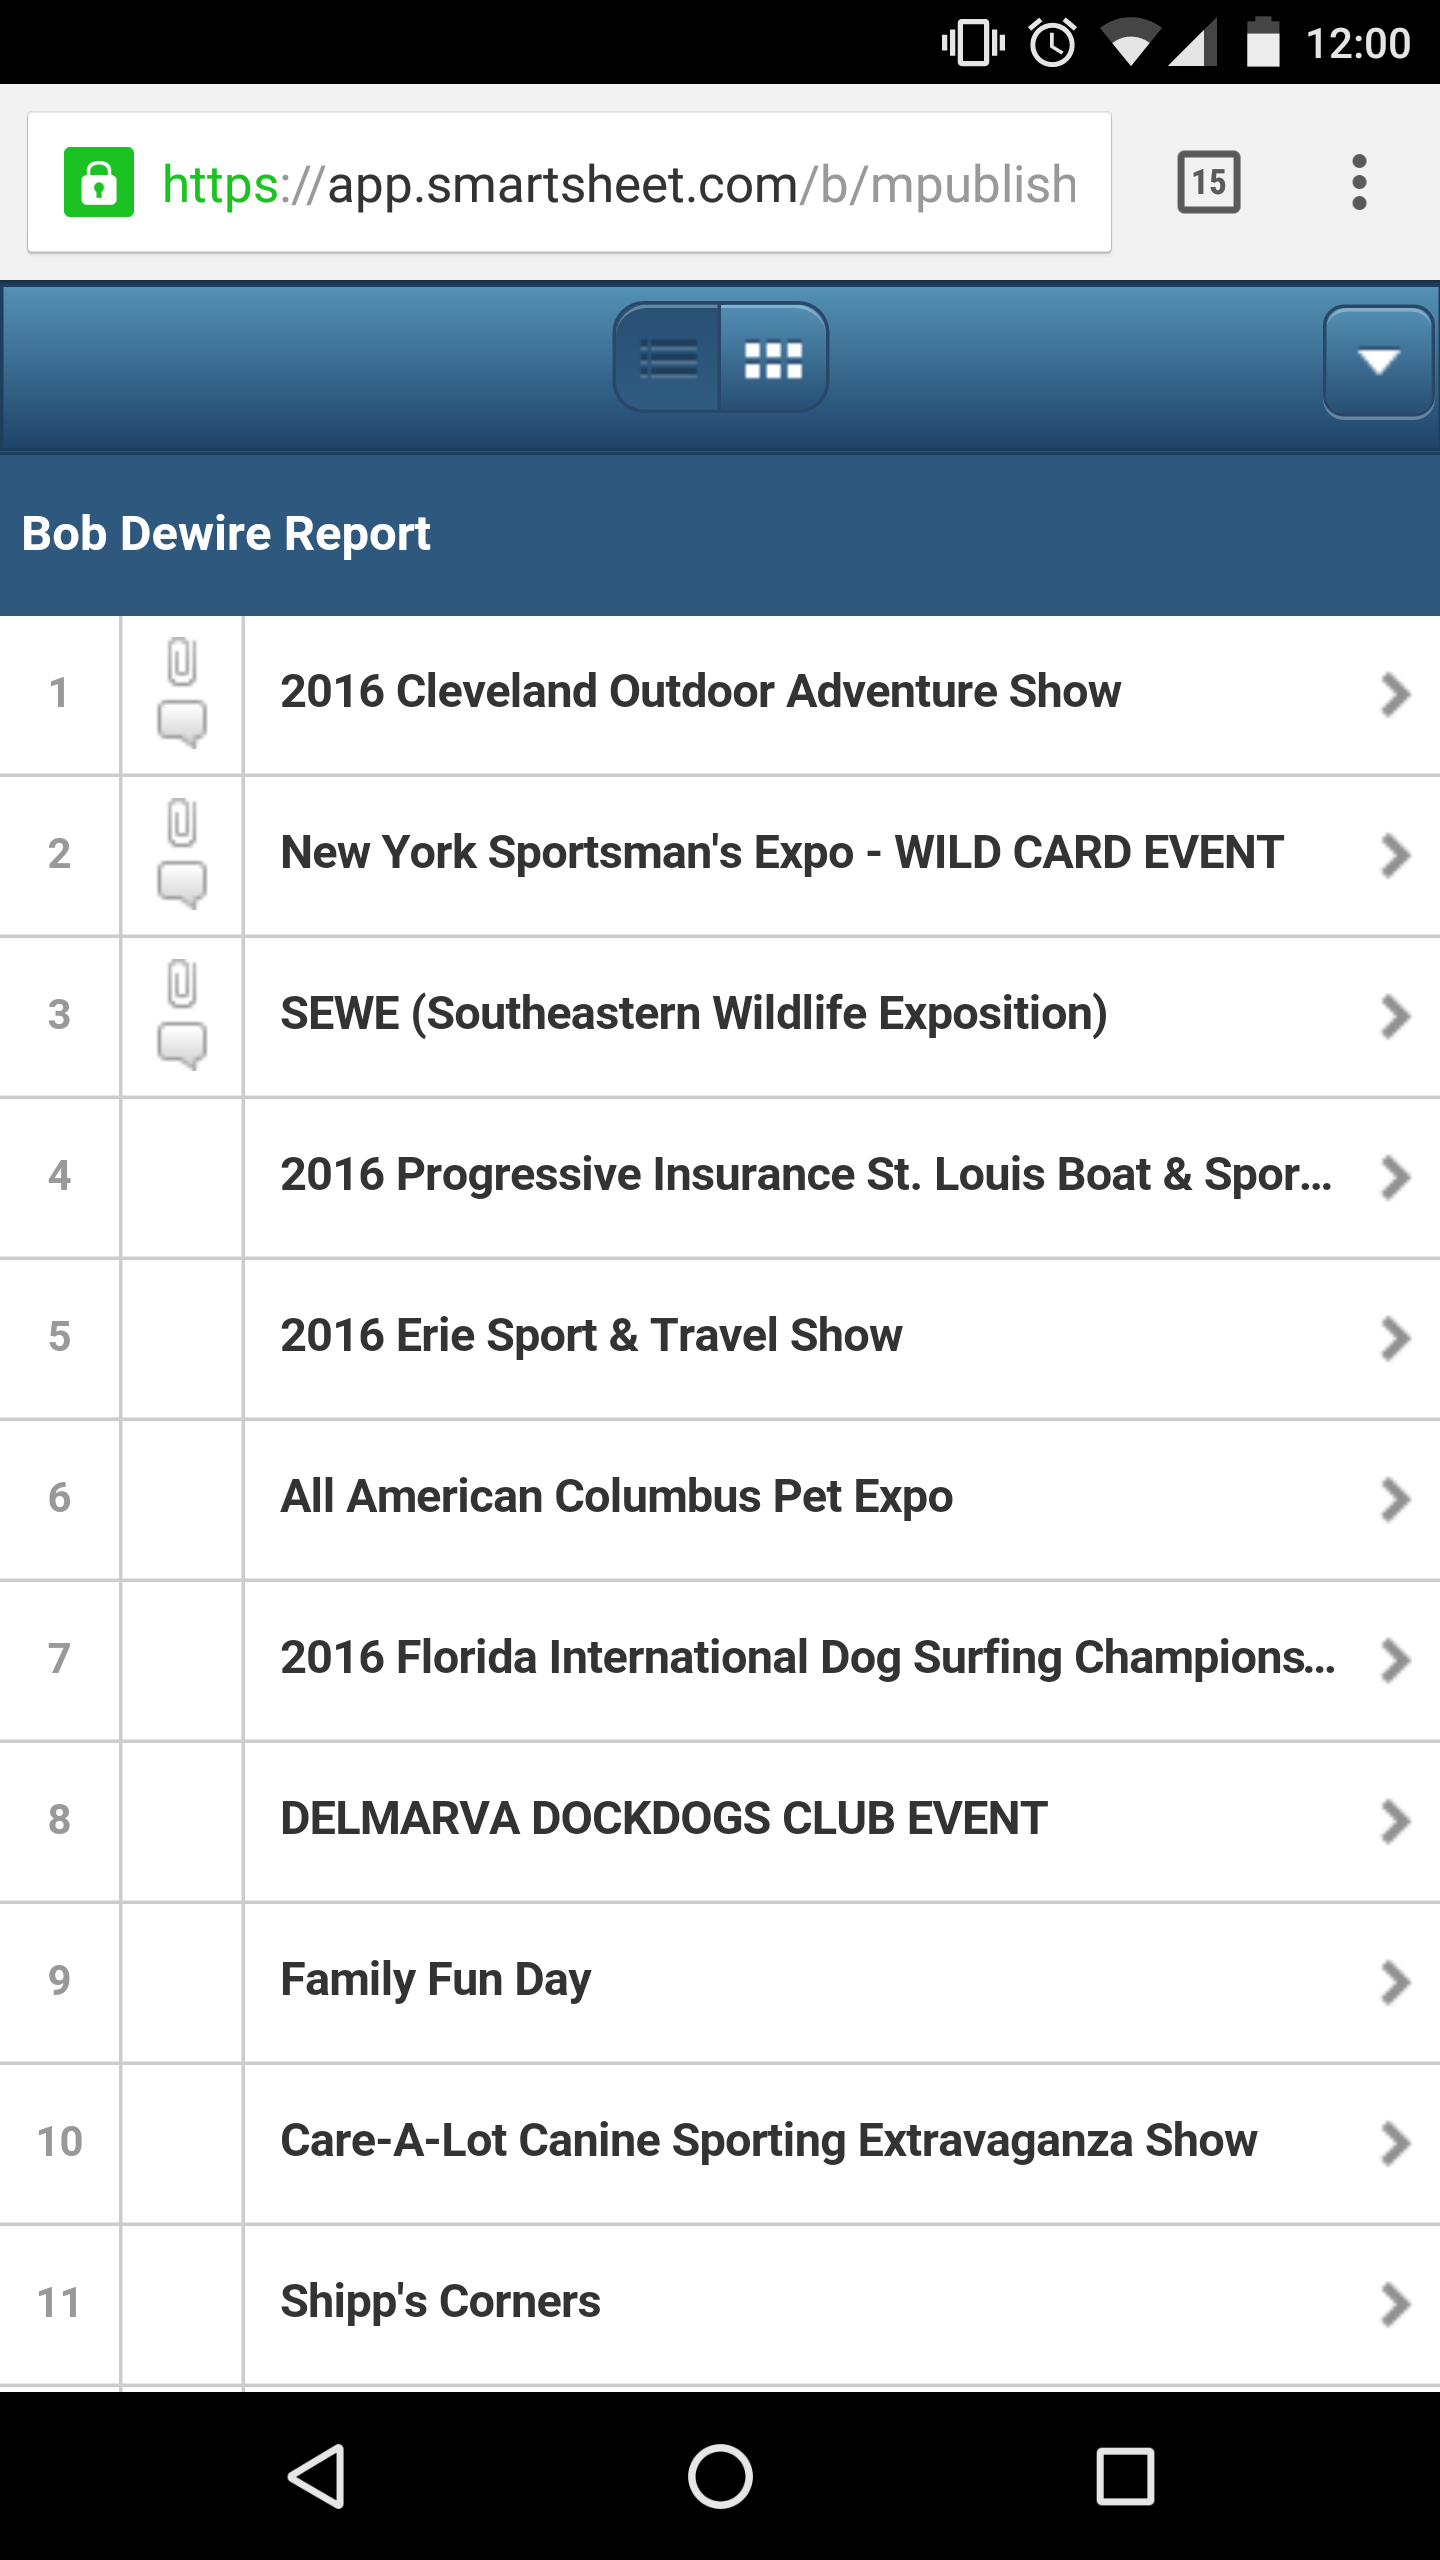 12:00
https://app.smartsheet.com/b/mpublish
15
Bob Dewire Report
1 2016 Cleveland Outdoor Adventure Show
2 New York Sportsman's Expo - WILD CARD EVENT
3 SEWE (Southeastern Wildlife Exposition)
4 2016 Progressive Insurance St. Louis Boat & Spor...
5 2016 Erie Sport & Travel Show
6 All American Columbus Pet Expo
7 2016 Florida International Dog Surfing Champions...
8 DELMARVA DOCKDOGS CLUB EVENT
9 Family Fun Day
10 Care-A-Lot Canine Sporting Extravaganza Show
11 Shipp's Corners